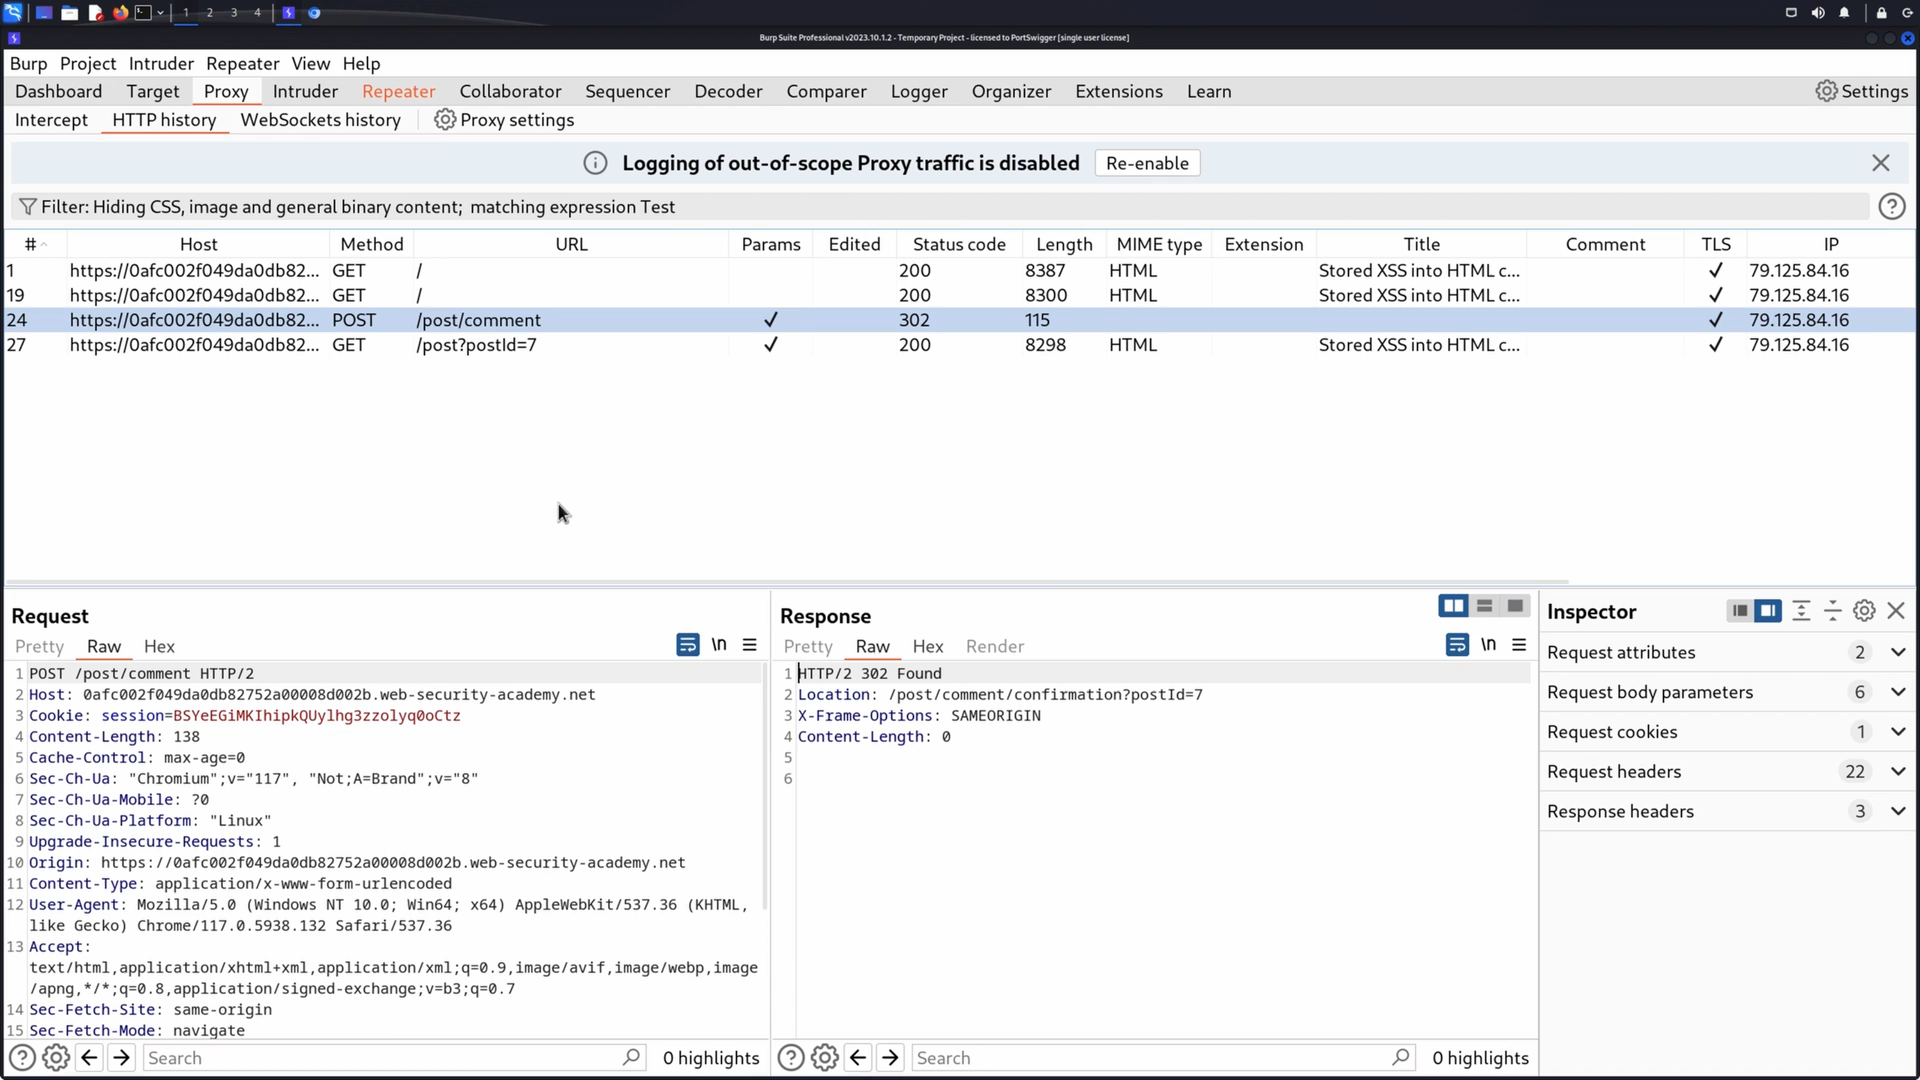 1 2 3 4
Burp Suite Professional v2023.10.1.2 - Temporary Project - licensed to PortSwigger [single user license]
Burp Project Intruder Repeater View Help
Dashboard Target Proxy Intruder Repeater Collaborator Sequencer Decoder Comparer Logger Organizer Extensions Learn Settings
Intercept HTTP history WebSockets history Proxy settings
Logging of out-of-scope Proxy traffic is disabled Re-enable
Filter: Hiding CSS, image and general binary content; matching expression Test
# Host Method URL Params Edited Status code Length MIME type Extension Title Comment TLS IP
1 https://0afc002f049da0db82... GET / 200 8387 HTML Stored XSS into HTML c... ✓ 79.125.84.16
19 https://0afc002f049da0db82... GET / 200 8300 HTML Stored XSS into HTML c... ✓ 79.125.84.16
24 https://0afc002f049da0db82... POST /post/comment ✓ 302 115 ✓ 79.125.84.16
27 https://0afc002f049da0db82... GET /post?postId=7 ✓ 200 8298 HTML Stored XSS into HTML c... ✓ 79.125.84.16
Request
Pretty Raw Hex \n
1 POST /post/comment HTTP/2
2 Host: 0afc002f049da0db82752a00008d002b.web-security-academy.net
3 Cookie: session=BSYeEGiMKIhipkQUylhg3zzolyq0oCtz
4 Content-Length: 138
5 Cache-Control: max-age=0
6 Sec-Ch-Ua: "Chromium";v="117", "Not;A=Brand";v="8"
7 Sec-Ch-Ua-Mobile: ?0
8 Sec-Ch-Ua-Platform: "Linux"
9 Upgrade-Insecure-Requests: 1
10 Origin: https://0afc002f049da0db82752a00008d002b.web-security-academy.net
11 Content-Type: application/x-www-form-urlencoded
12 User-Agent: Mozilla/5.0 (Windows NT 10.0; Win64; x64) AppleWebKit/537.36 (KHTML,
like Gecko) Chrome/117.0.5938.132 Safari/537.36
13 Accept:
text/html,application/xhtml+xml,application/xml;q=0.9,image/avif,image/webp,image
/apng,*/*;q=0.8,application/signed-exchange;v=b3;q=0.7
14 Sec-Fetch-Site: same-origin
15 Sec-Fetch-Mode: navigate
Search 0 highlights
Response
Pretty Raw Hex Render \n
1 HTTP/2 302 Found
2 Location: /post/comment/confirmation?postId=7
3 X-Frame-Options: SAMEORIGIN
4 Content-Length: 0
5
6
Search 0 highlights
Inspector
Request attributes 2
Request body parameters 6
Request cookies 1
Request headers 22
Response headers 3